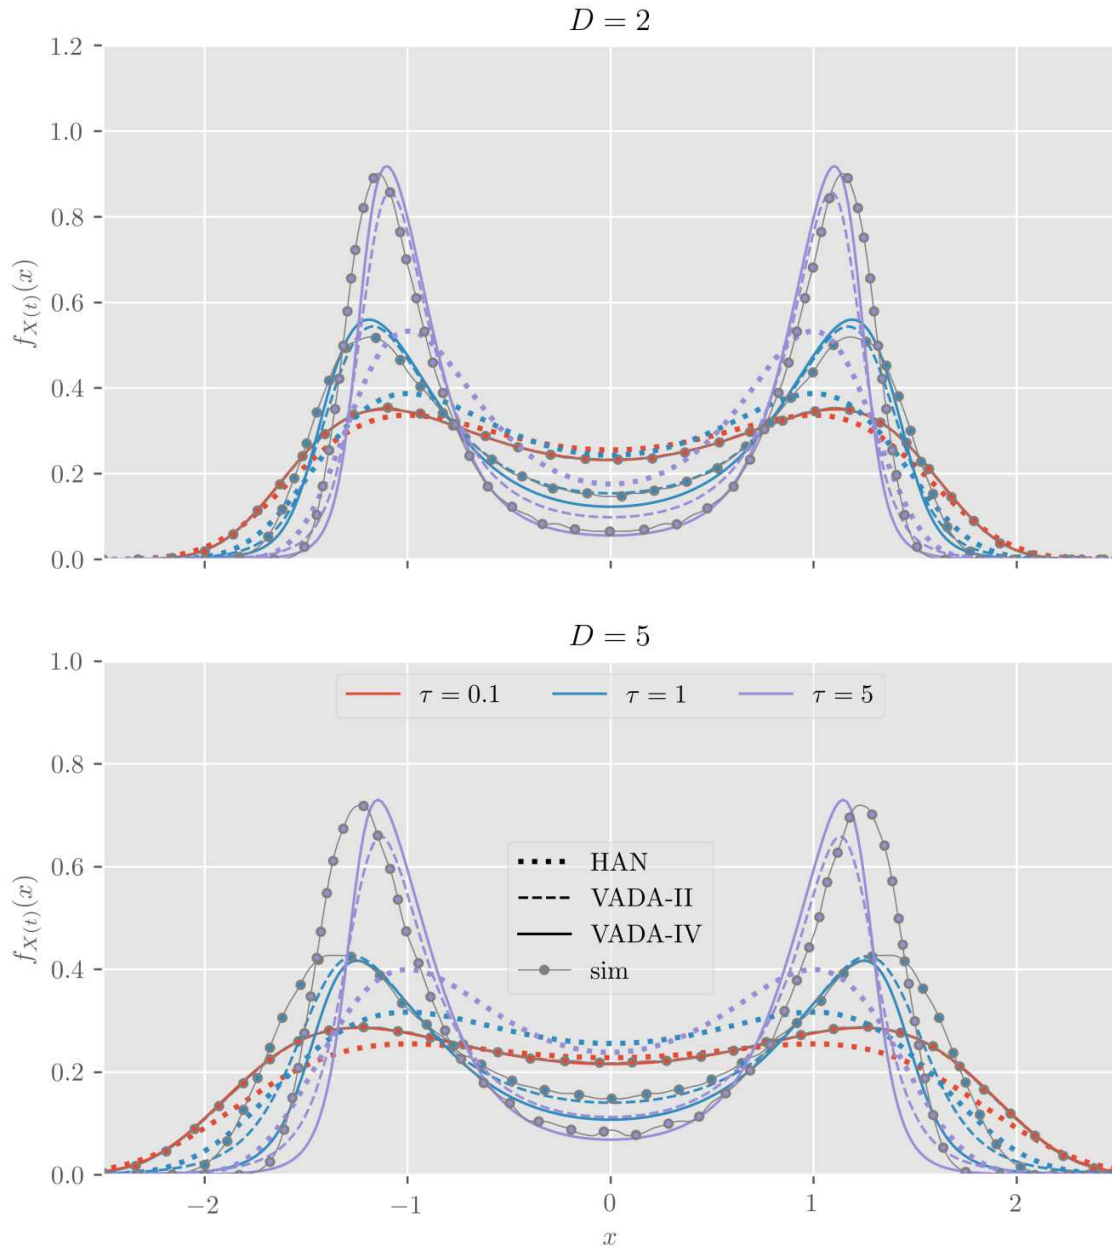 D = 2
1.2
1.0
0.8
0.6
0.4
0.2
0.0
f_{X(t)}(x)
D = 5
1.0
0.8
0.6
0.4
0.2
0.0
f_{X(t)}(x)
τ = 0.1 τ = 1 τ = 5
HAN
VADA-II
VADA-IV
sim
−2 −1 0 1 2
x